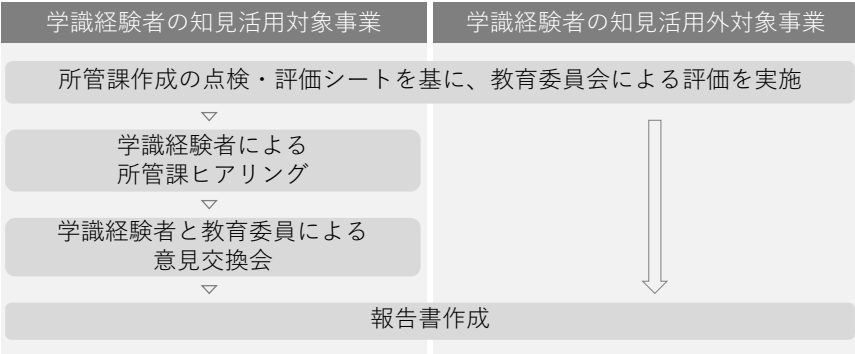 学識経験者の知見活用対象事業
学識経験者の知見活用外対象事業
所管課作成の点検・評価シートを基に、教育委員会による評価を実施
学識経験者による
所管課ヒアリング
学識経験者と教育委員による
意見交換会
報告書作成